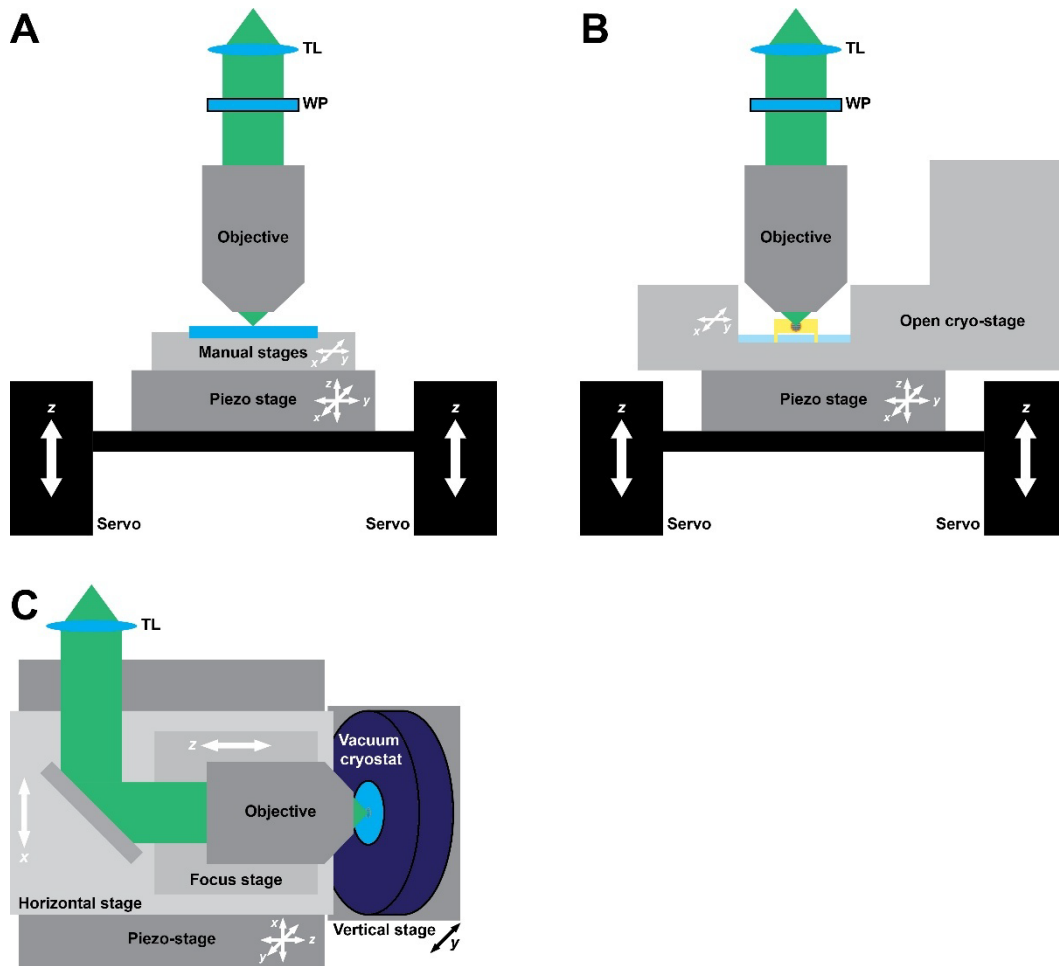 A
TL
WP
Objective
Manual stages
x
y
Piezo stage
z
x
y
z
z
Servo
Servo
B
TL
WP
Objective
x
y
Open cryo-stage
Piezo stage
z
x
y
z
z
Servo
Servo
C
TL
z
Vacuum
cryostat
Objective
x
Focus stage
Horizontal stage
Piezo-stage
x
y
z
Vertical stage
y